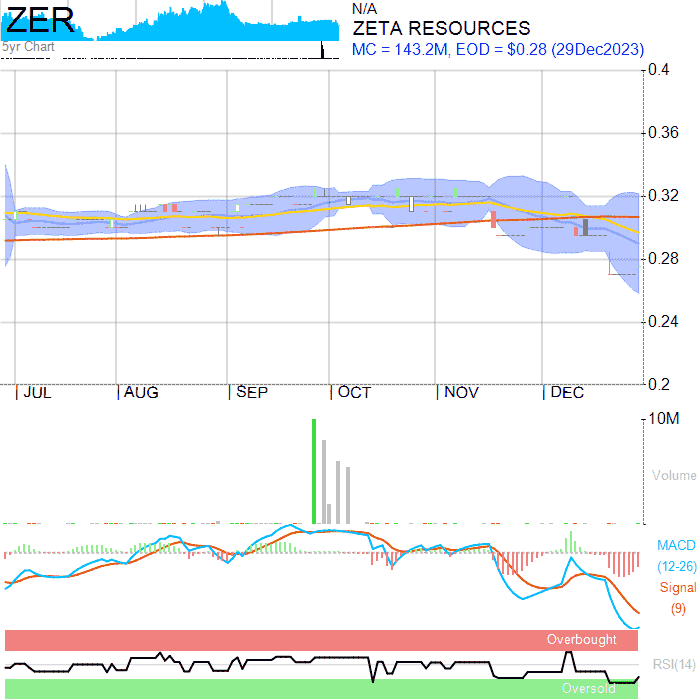 ZER
5yr Chart
N/A
ZETA RESOURCES
MC = 143.2M, EOD = $0.28 (29Dec2023)
0.4
0.36
0.32
0.28
0.24
0.2
JUL AUG SEP OCT NOV DEC
10M
Volume
MACD
(12-26)
Signal
(9)
Overbought
RSI(14)
Oversold